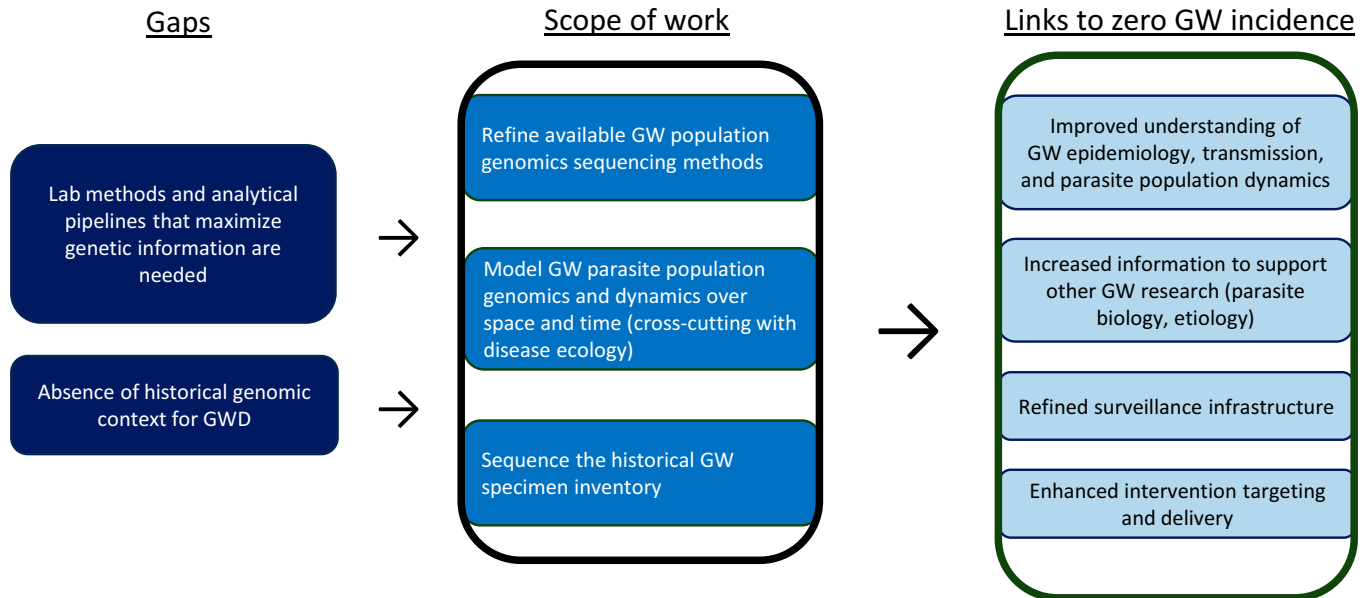 Gaps
Lab methods and analytical
pipelines that maximize
genetic information are
needed
Absence of historical genomic
context for GWD
Scope of work
Refine available GW population
genomics sequencing methods
Model GW parasite population
genomics and dynamics over
space and time (cross-cutting with
disease ecology)
Sequence the historical GW
specimen inventory
Links to zero GW incidence
Improved understanding of
GW epidemiology, transmission,
and parasite population dynamics
Increased information to support
other GW research (parasite
biology, etiology)
Refined surveillance infrastructure
Enhanced intervention targeting
and delivery